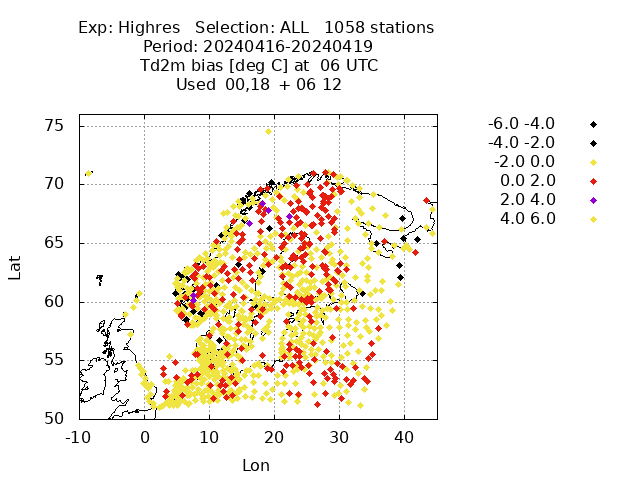 Exp: Highres   Selection: ALL   1058 stations
Period: 20240416-20240419
Td2m bias [deg C] at  06 UTC
Used  00,18  + 06 12
-6.0 -4.0
-4.0 -2.0
-2.0 0.0
0.0 2.0
2.0 4.0
4.0 6.0
75
70
65
60
55
50
Lat
-10 0 10 20 30 40
Lon